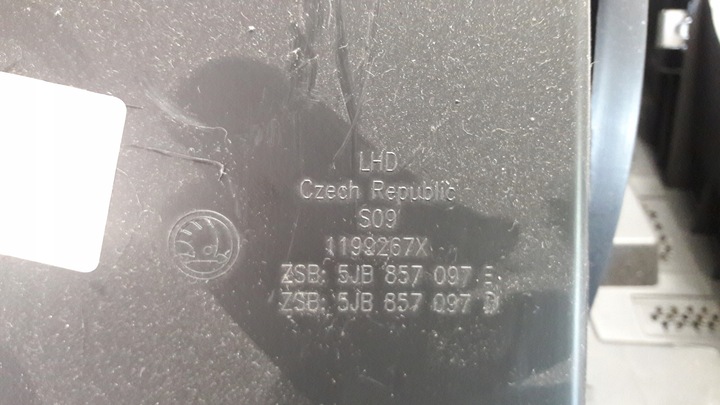 LHD
Czech Republic
S09
1199267X
ZSB: 5JB 857 097
ZSB: 5JB 857 097 D